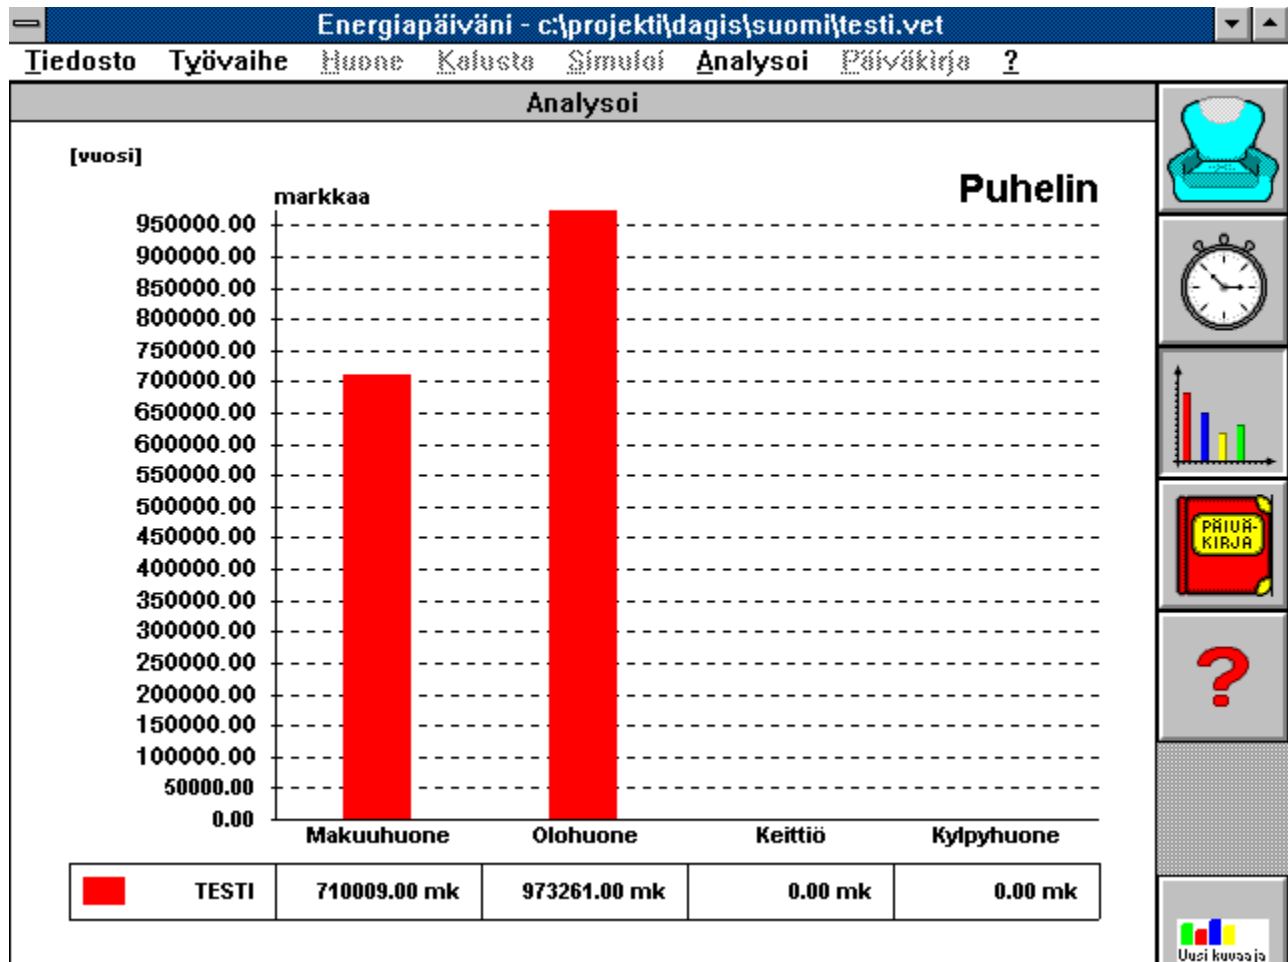 Energiapäiväni - c:\projekti\dagis\suomi\testi.vet
Tiedosto Työvaihe Huone Kalusta Simuloi Analysoi Päiväkirja ?
Analysoi
[vuosi]
Puhelin
markkaa
950000.00
900000.00
850000.00
800000.00
750000.00
700000.00
650000.00
600000.00
550000.00
500000.00
450000.00
400000.00
350000.00
300000.00
250000.00
200000.00
150000.00
100000.00
50000.00
0.00
Makuuhuone Olohuone Keittiö Kylpyhuone
TESTI 710009.00 mk 973261.00 mk 0.00 mk 0.00 mk
PÄIVÄ-
KIRJA
?
Uusi kuvaaja